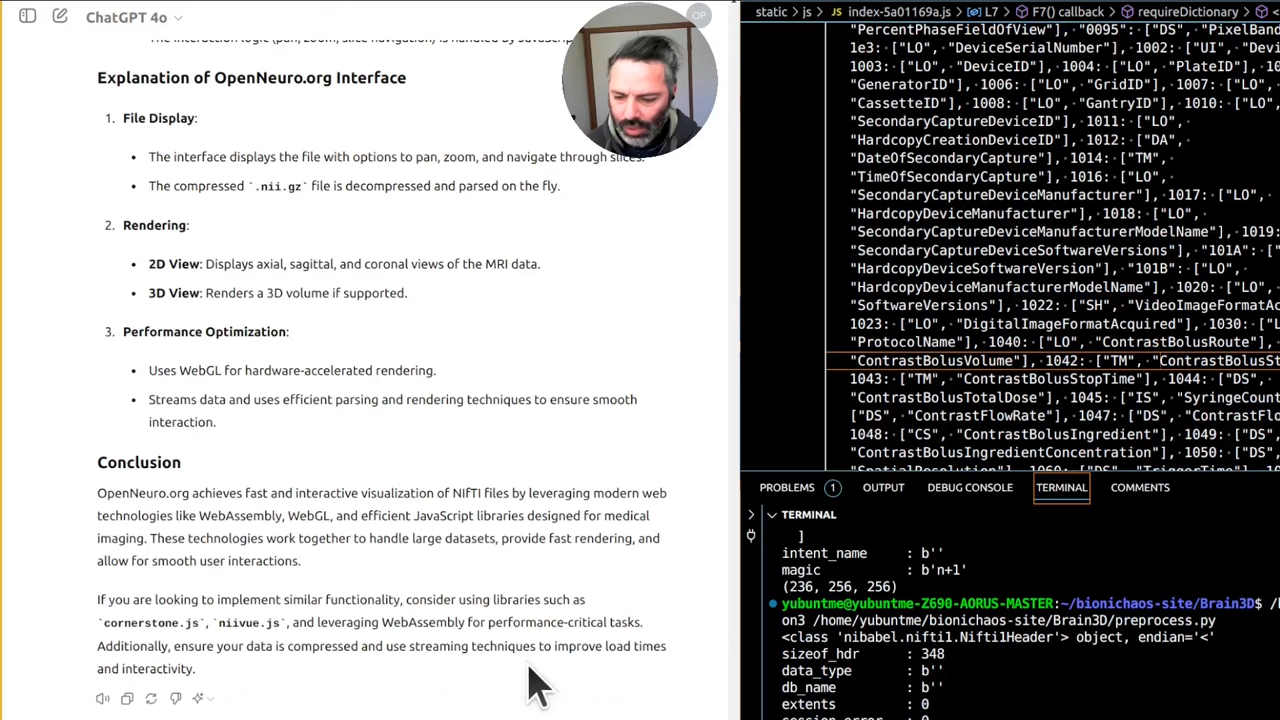 ChatGPT 4o
OP
Explanation of OpenNeuro.org Interface
1. File Display:
• The interface displays the file with options to pan, zoom, and navigate through slices.
• The compressed `.nii.gz` file is decompressed and parsed on the fly.
2. Rendering:
• 2D View: Displays axial, sagittal, and coronal views of the MRI data.
• 3D View: Renders a 3D volume if supported.
3. Performance Optimization:
• Uses WebGL for hardware-accelerated rendering.
• Streams data and uses efficient parsing and rendering techniques to ensure smooth
interaction.
Conclusion
OpenNeuro.org achieves fast and interactive visualization of NIfTI files by leveraging modern web
technologies like WebAssembly, WebGL, and efficient JavaScript libraries designed for medical
imaging. These technologies work together to handle large datasets, provide fast rendering, and
allow for smooth user interactions.
If you are looking to implement similar functionality, consider using libraries such as
`cornerstone.js`, `niivue.js`, and leveraging WebAssembly for performance-critical tasks.
Additionally, ensure your data is compressed and use streaming techniques to improve load times
and interactivity.
static > js > JS index-5a01169a.js > L7 > F7() callback > requireDictionary >
"PercentPhaseFieldOfView"], "0095": ["DS", "PixelBand
1e3: ["LO", "DeviceSerialNumber"], 1002: ["UI", "Devi
1003: ["LO", "DeviceID"], 1004: ["LO", "PlateID"],
"GeneratorID"], 1006: ["LO", "GridID"], 1007: ["LO",
"CassetteID"], 1008: ["LO", "GantryID"], 1010: ["LO",
"SecondaryCaptureDeviceID"], 1011: ["LO",
"HardcopyCreationDeviceID"], 1012: ["DA",
"DateOfSecondaryCapture"], 1014: ["TM",
"TimeOfSecondaryCapture"], 1016: ["LO",
"SecondaryCaptureDeviceManufacturer"], 1017: ["LO",
"HardcopyDeviceManufacturer"], 1018: ["LO",
"SecondaryCaptureDeviceManufacturerModelName"], 1019:
"SecondaryCaptureDeviceSoftwareVersions"], "101A": ["
"HardcopyDeviceSoftwareVersion"], "101B": ["LO",
"HardcopyDeviceManufacturerModelName"], 1020: ["LO",
"SoftwareVersions"], 1022: ["SH", "VideoImageFormatAc
1023: ["LO", "DigitalImageFormatAcquired"], 1030: ["L
"ProtocolName"], 1040: ["LO", "ContrastBolusRoute"],
"ContrastBolusVolume"], 1042: ["TM", "ContrastBolusSt
1043: ["TM", "ContrastBolusStopTime"], 1044: ["DS",
"ContrastBolusTotalDose"], 1045: ["IS", "SyringeCount
["DS", "ContrastFlowRate"], 1047: ["DS", "ContrastFlo
1048: ["CS", "ContrastBolusIngredient"], 1049: ["DS",
"ContrastBolusIngredientConcentration"], 1050: ["DS",
PROBLEMS 1 OUTPUT DEBUG CONSOLE TERMINAL COMMENTS
TERMINAL
]
intent_name : b''
magic : b'n+1'
(236, 256, 256)
yubuntme@yubuntme-Z690-AORUS-MASTER:~/bionichaos-site/Brain3D$
on3 /home/yubuntme/bionichaos-site/Brain3D/preprocess.py
<class 'nibabel.nifti1.Nifti1Header'> object, endian='<'
sizeof_hdr : 348
data_type : b''
db_name : b''
extents : 0